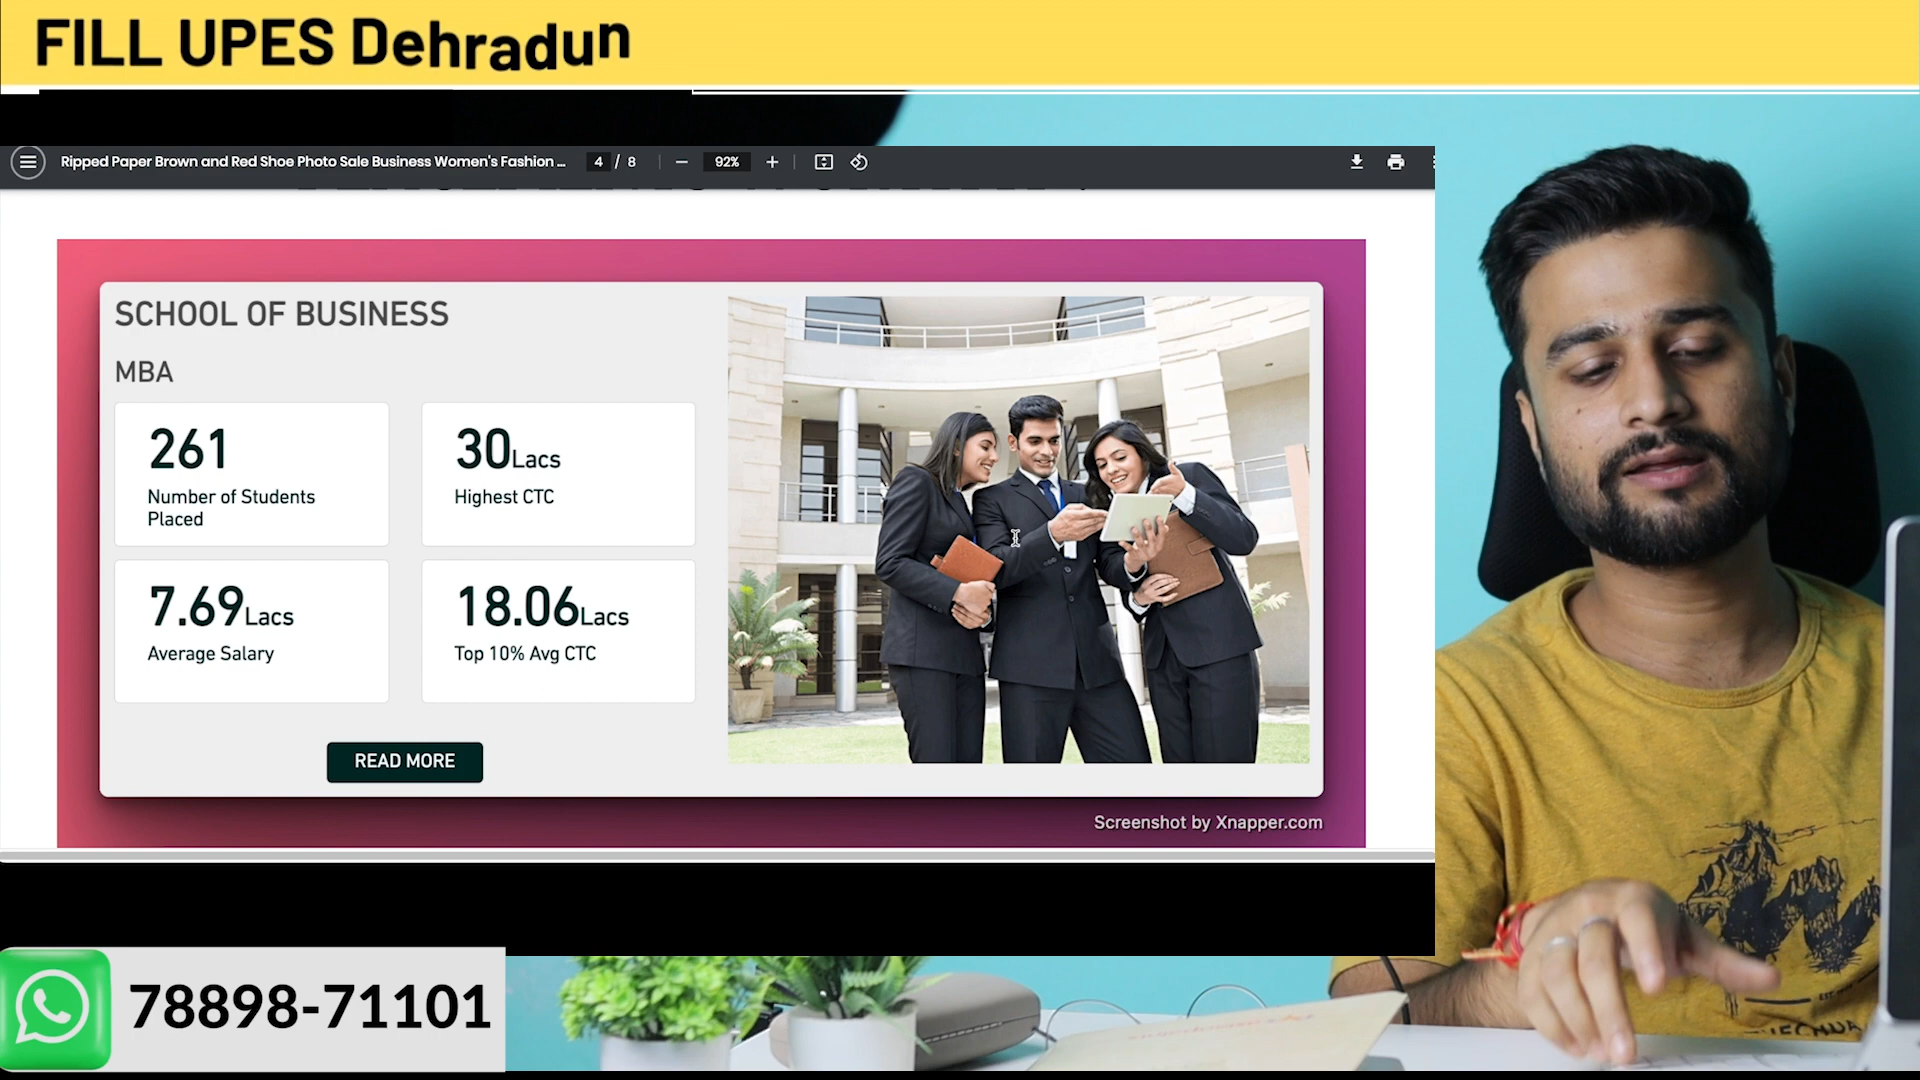 FILL UPES Dehradun
Ripped Paper Brown and Red Shoe Photo Sale Business Women's Fashion ...
4 / 8
92%
SCHOOL OF BUSINESS
MBA
261
Number of Students
Placed
30Lacs
Highest CTC
7.69Lacs
Average Salary
18.06Lacs
Top 10% Avg CTC
READ MORE
Screenshot by Xnapper.com
78898-71101